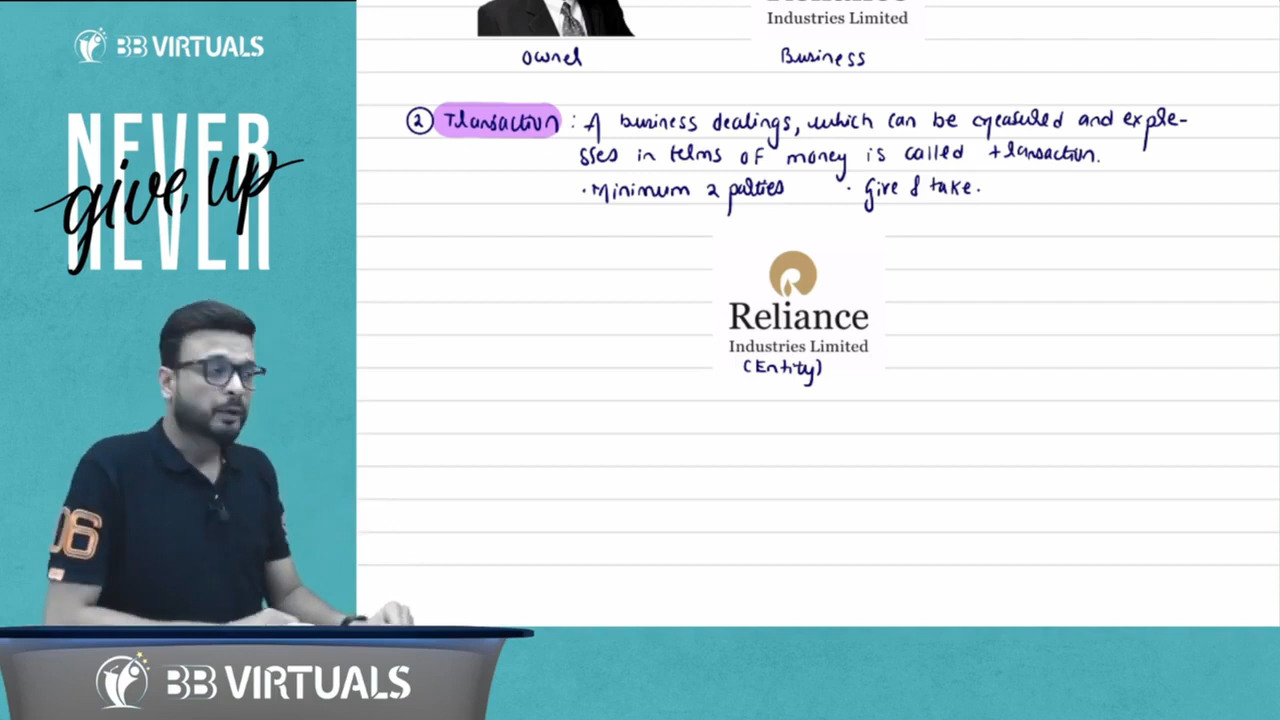 Reliance
Industries Limited
owner
Business
BB VIRTUALS
NEVER
give up
NEVER
2 Transaction : A business dealings, which can be measured and expre-
sses in terms of money is called transaction.
· Minimum 2 parties · Give & take.
Reliance
Industries Limited
(Entity)
06
BB VIRTUALS